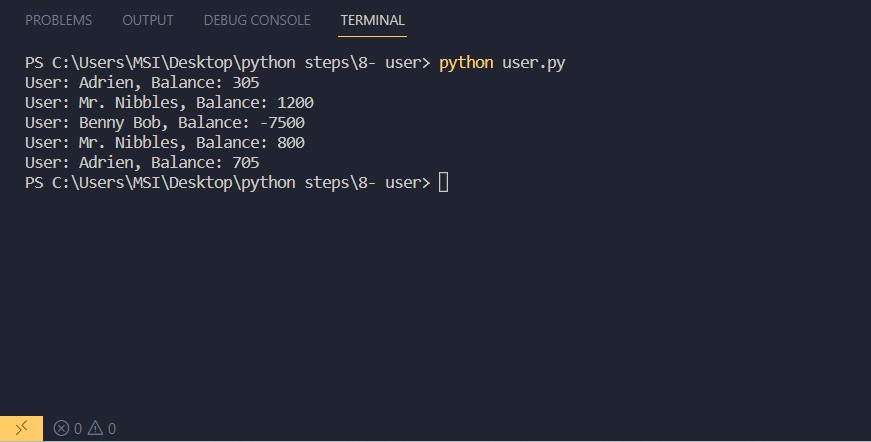 PROBLEMS OUTPUT DEBUG CONSOLE TERMINAL
PS C:\Users\MSI\Desktop\python steps\8- user> python user.py
User: Adrien, Balance: 305
User: Mr. Nibbles, Balance: 1200
User: Benny Bob, Balance: -7500
User: Mr. Nibbles, Balance: 800
User: Adrien, Balance: 705
PS C:\Users\MSI\Desktop\python steps\8- user>
0 0